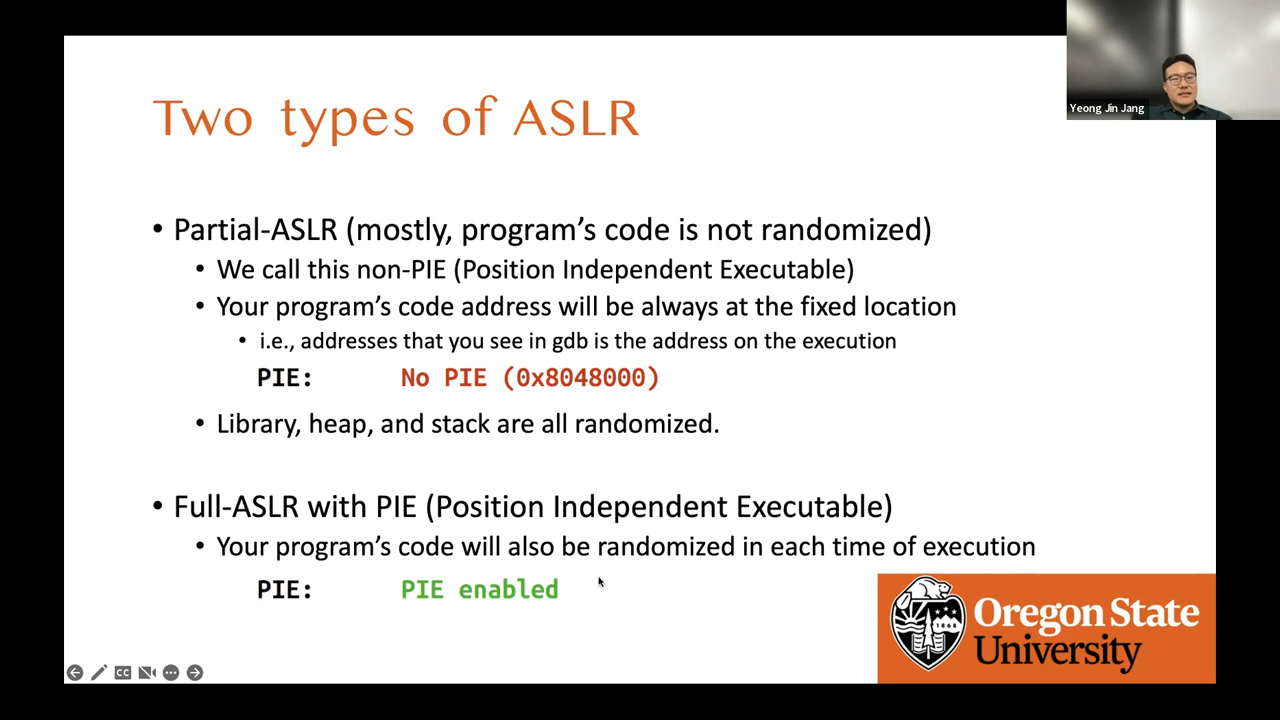 Yeong Jin Jang
Two types of ASLR
• Partial-ASLR (mostly, program’s code is not randomized)
• We call this non-PIE (Position Independent Executable)
• Your program’s code address will be always at the fixed location
• i.e., addresses that you see in gdb is the address on the execution
PIE: No PIE (0x8048000)
• Library, heap, and stack are all randomized.
• Full-ASLR with PIE (Position Independent Executable)
• Your program’s code will also be randomized in each time of execution
PIE: PIE enabled
Oregon State
University
CC